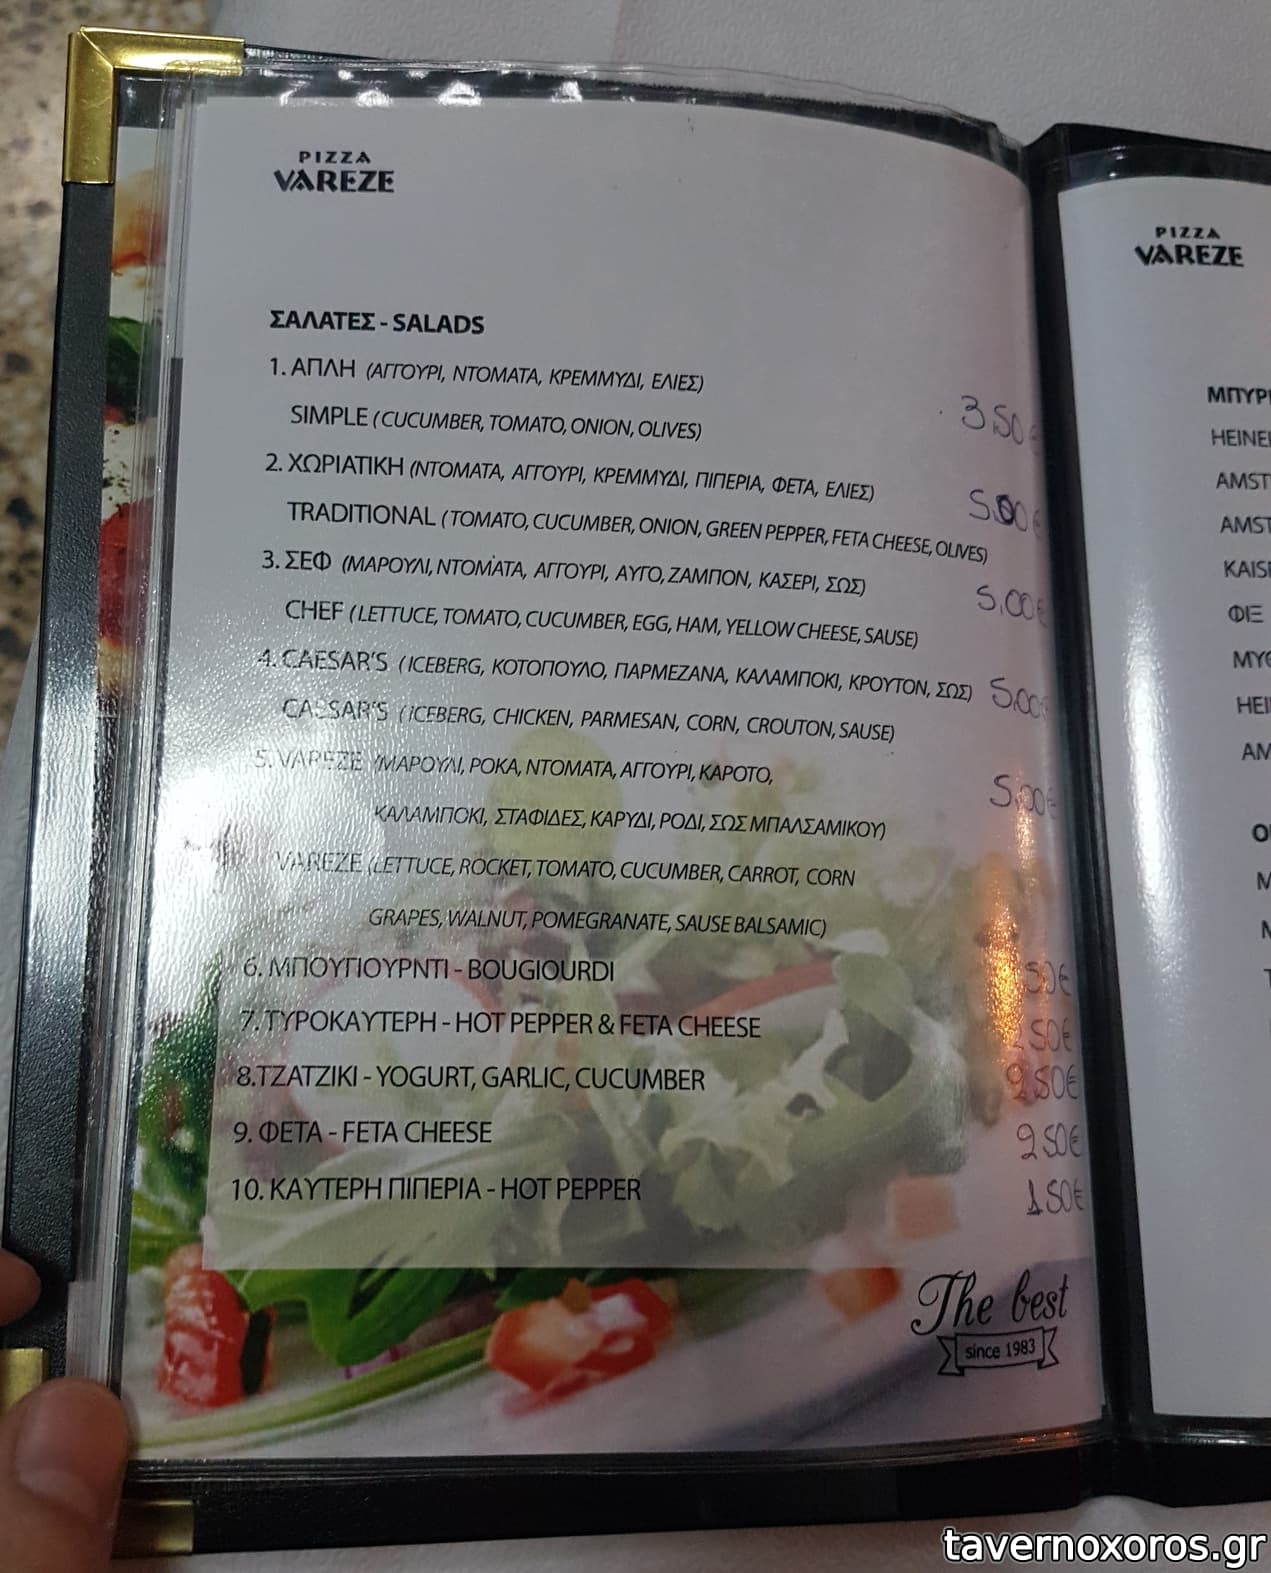 PIZZA
VAREZE
ΣΑΛΑΤΕΣ - SALADS
1. ΑΠΛΗ (ΑΓΓΟΥΡΙ, ΝΤΟΜΑΤΑ, ΚΡΕΜΜΥΔΙ, ΕΛΙΕΣ)
SIMPLE (CUCUMBER, TOMATO, ONION, OLIVES) 3,50€
2. ΧΩΡΙΑΤΙΚΗ (ΝΤΟΜΑΤΑ, ΑΓΓΟΥΡΙ, ΚΡΕΜΜΥΔΙ, ΠΙΠΕΡΙΑ, ΦΕΤΑ, ΕΛΙΕΣ) 5,00€
TRADITIONAL (TOMATO, CUCUMBER, ONION, GREEN PEPPER, FETA CHEESE, OLIVES)
3. ΣΕΦ (ΜΑΡΟΥΛΙ, ΝΤΟΜΑΤΑ, ΑΓΓΟΥΡΙ, ΑΥΓΟ, ΖΑΜΠΟΝ, ΚΑΣΕΡΙ, ΣΩΣ) 5,00€
CHEF (LETTUCE, TOMATO, CUCUMBER, EGG, HAM, YELLOW CHEESE, SAUSE)
4. CAESAR'S (ICEBERG, ΚΟΤΟΠΟΥΛΟ, ΠΑΡΜΕΖΑΝΑ, ΚΑΛΑΜΠΟΚΙ, ΚΡΟΥΤΟΝ, ΣΩΣ) 5,00€
CAESAR'S (ICEBERG, CHICKEN, PARMESAN, CORN, CROUTON, SAUSE)
5. VAREZE (ΜΑΡΟΥΛΙ, ΡΟΚΑ, ΝΤΟΜΑΤΑ, ΑΓΓΟΥΡΙ, ΚΑΡΟΤΟ, 5,00€
ΚΑΛΑΜΠΟΚΙ, ΣΤΑΦΙΔΕΣ, ΚΑΡΥΔΙ, ΡΟΔΙ, ΣΩΣ ΜΠΑΛΣΑΜΙΚΟΥ)
VAREZE (LETTUCE, ROCKET, TOMATO, CUCUMBER, CARROT, CORN
GRAPES, WALNUT, POMEGRANATE, SAUSE BALSAMIC)
6. ΜΠΟΥΓΙΟΥΡΝΤΙ - BOUGIOURDI
7. ΤΥΡΟΚΑΥΤΕΡΗ - HOT PEPPER & FETA CHEESE
8.TZATZIKI - YOGURT, GARLIC, CUCUMBER 2,50€
9. ΦΕΤΑ - FETA CHEESE 2,50€
10. ΚΑΥΤΕΡΗ ΠΙΠΕΡΙΑ - HOT PEPPER 1,50€
The best
since 1983
PIZZA
VAREZE
ΦΙΞ
tavernoxoros.gr